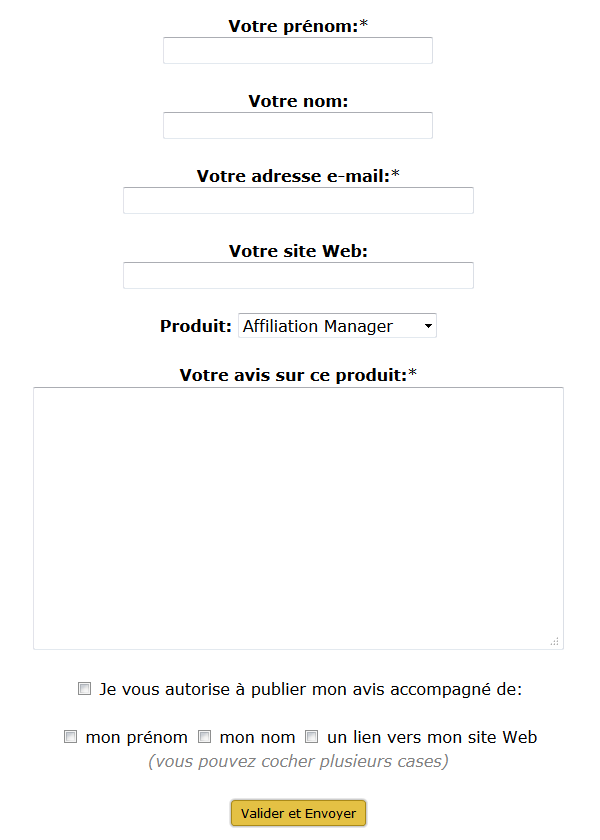 Votre prénom:*
Votre nom:
Votre adresse e-mail:*
Votre site Web:
Produit: Affiliation Manager
Votre avis sur ce produit:*
Je vous autorise à publier mon avis accompagné de:
mon prénom mon nom un lien vers mon site Web
(vous pouvez cocher plusieurs cases)
Valider et Envoyer